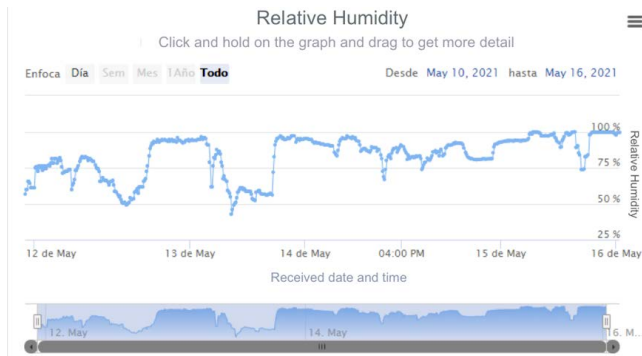 Relative Humidity
Click and hold on the graph and drag to get more detail
Enfoca Día Sem Mes 1Año Todo
Desde May 10, 2021 hasta May 16, 2021
100 %
75 %
50 %
25 %
Relative Humidity
12 de May 13 de May 14 de May 04:00 PM 15 de May 16 de May
Received date and time
12. May 14. May 16. M...